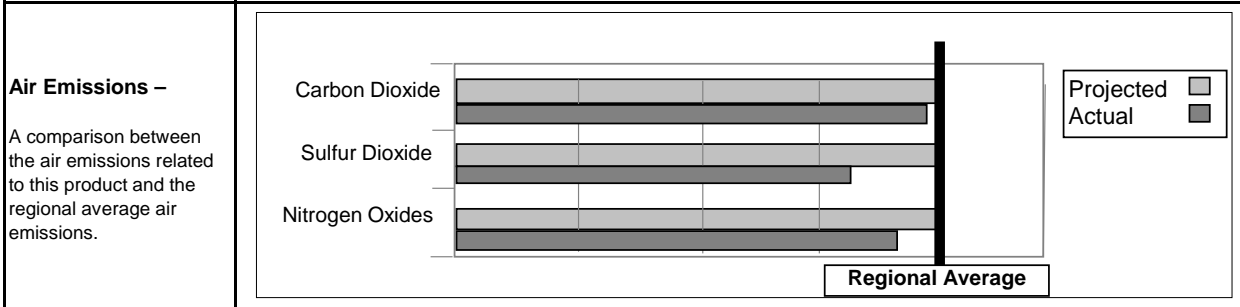 Air Emissions –
A comparison between
the air emissions related
to this product and the
regional average air
emissions.
Carbon Dioxide
Sulfur Dioxide
Nitrogen Oxides
Regional Average
Projected
Actual